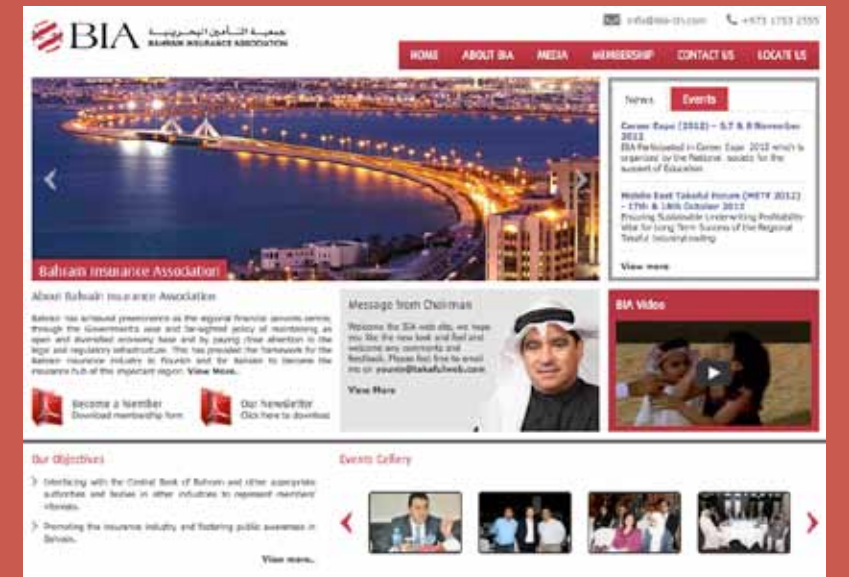 BIA
جمعية التأمين البحرينية
BAHRAIN INSURANCE ASSOCIATION
+973 1753 2555
HOME ABOUT BIA MEDIA MEMBERSHIP CONTACT US LOCATE US
News Events
Career Expo (2012) – 6,7 & 8 November
2012
BIA Participated in Career Expo 2012 which is
organized by the National society for the
support of Education
Middle East Takaful Forum (METF 2012)
– 17th & 18th October 2012
Ensuring Sustainable Underwriting Profitability
Vital for Long Term Success of the Regional
Takaful
View more
Bahrain Insurance Association
About Bahrain Insurance Association
Bahrain has achieved preeminence as the regional financial services centre,
through the Government's wise and far-sighted policy of maintaining an
open and diversified economy base and by paying close attention to the
legal and regulatory infrastructure. This has provided the framework for the
Bahrain insurance industry to flourish and for Bahrain to become the
insurance hub of this important region. View More..
Become a Member
Download membership form
Our Newsletter
Click here to download
Message from Chairman
Welcome the BIA web site, we hope
you like the new look and feel and
welcome any comments and
feedback. Please feel free to email
me on younis@takafulweb.com
View More
BIA Video
Our Objectives
Interfacing with the Central Bank of Bahrain and other appropriate
authorities and bodies in other industries to represent members'
interests.
Promoting the insurance industry and fostering public awareness in
Bahrain.
View more..
Events Gallery